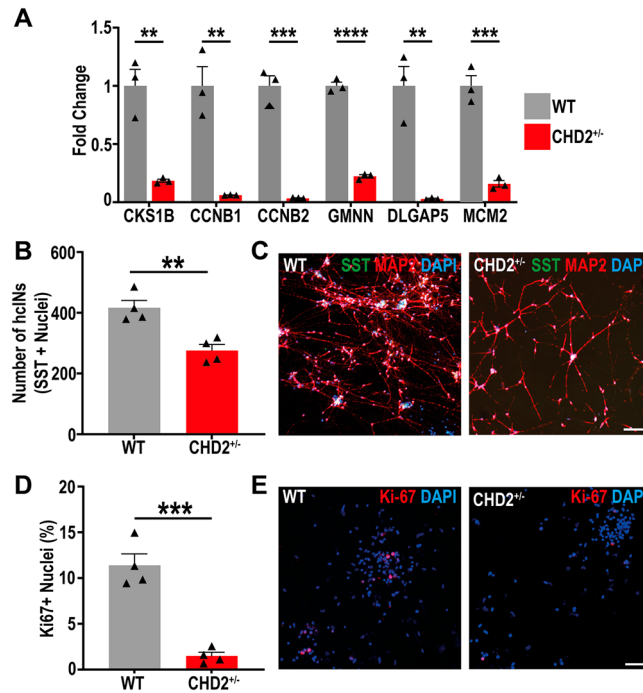 A
Fold Change
1.5
1
0.5
0
** ** *** **** ** ***
CKS1B CCNB1 CCNB2 GMNN DLGAP5 MCM2
WT
CHD2+/-
B
Number of hcINs
(SST + Nuclei)
600
400
200
0
**
WT CHD2+/-
C
WT SST MAP2 DAPI
CHD2+/- SST MAP2 DAP
D
Ki67+ Nuclei (%)
20
15
10
5
0
***
WT CHD2+/-
E
WT Ki-67 DAPI
CHD2+/- Ki-67 DAP